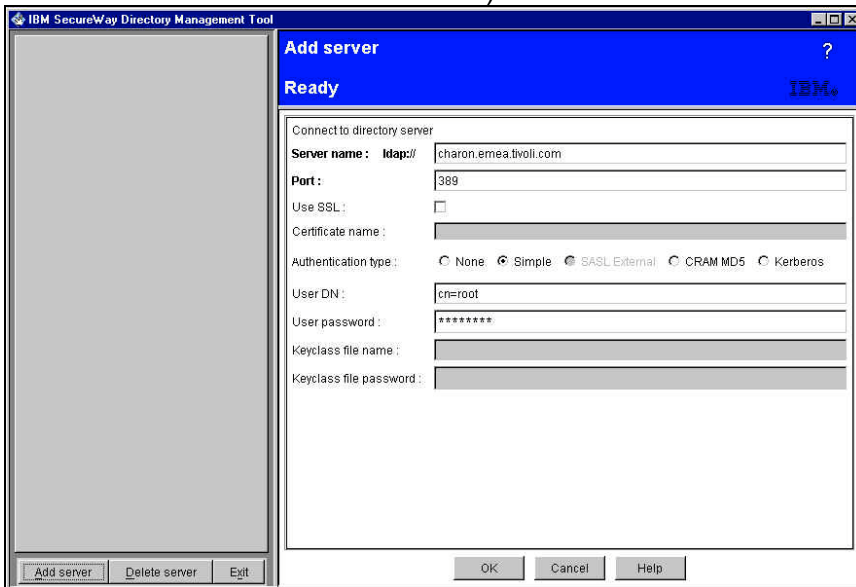 IBM SecureWay Directory Management Tool
Add server
?
Ready
IBM
Connect to directory server
Server name : ldap:// charon.emea.tivoli.com
Port : 389
Use SSL :
Certificate name :
Authentication type : None Simple SASL External CRAM MD5 Kerberos
User DN : cn=root
User password : ********
Keyclass file name :
Keyclass file password :
Add server Delete server Exit
OK Cancel Help